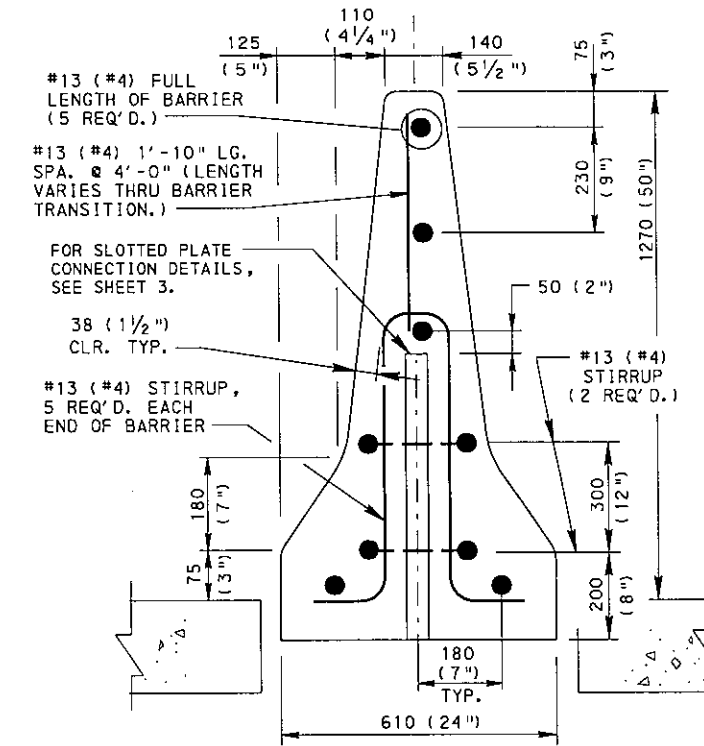 110
(4 1/4")
125
(5")
140
(5 1/2")
75
(3")
#13 (#4) FULL
LENGTH OF BARRIER
(5 REQ'D.)
#13 (#4) 1'-10" LG.
SPA. @ 4'-0" (LENGTH
VARIES THRU BARRIER
TRANSITION.)
230
(9")
1270 (50")
FOR SLOTTED PLATE
CONNECTION DETAILS,
SEE SHEET 3.
50 (2")
38 (1 1/2")
CLR. TYP.
#13 (#4)
STIRRUP
(2 REQ'D.)
#13 (#4) STIRRUP,
5 REQ'D. EACH
END OF BARRIER
180
(7")
300
(12")
75
(3")
200
(8")
180
(7")
TYP.
610 (24")